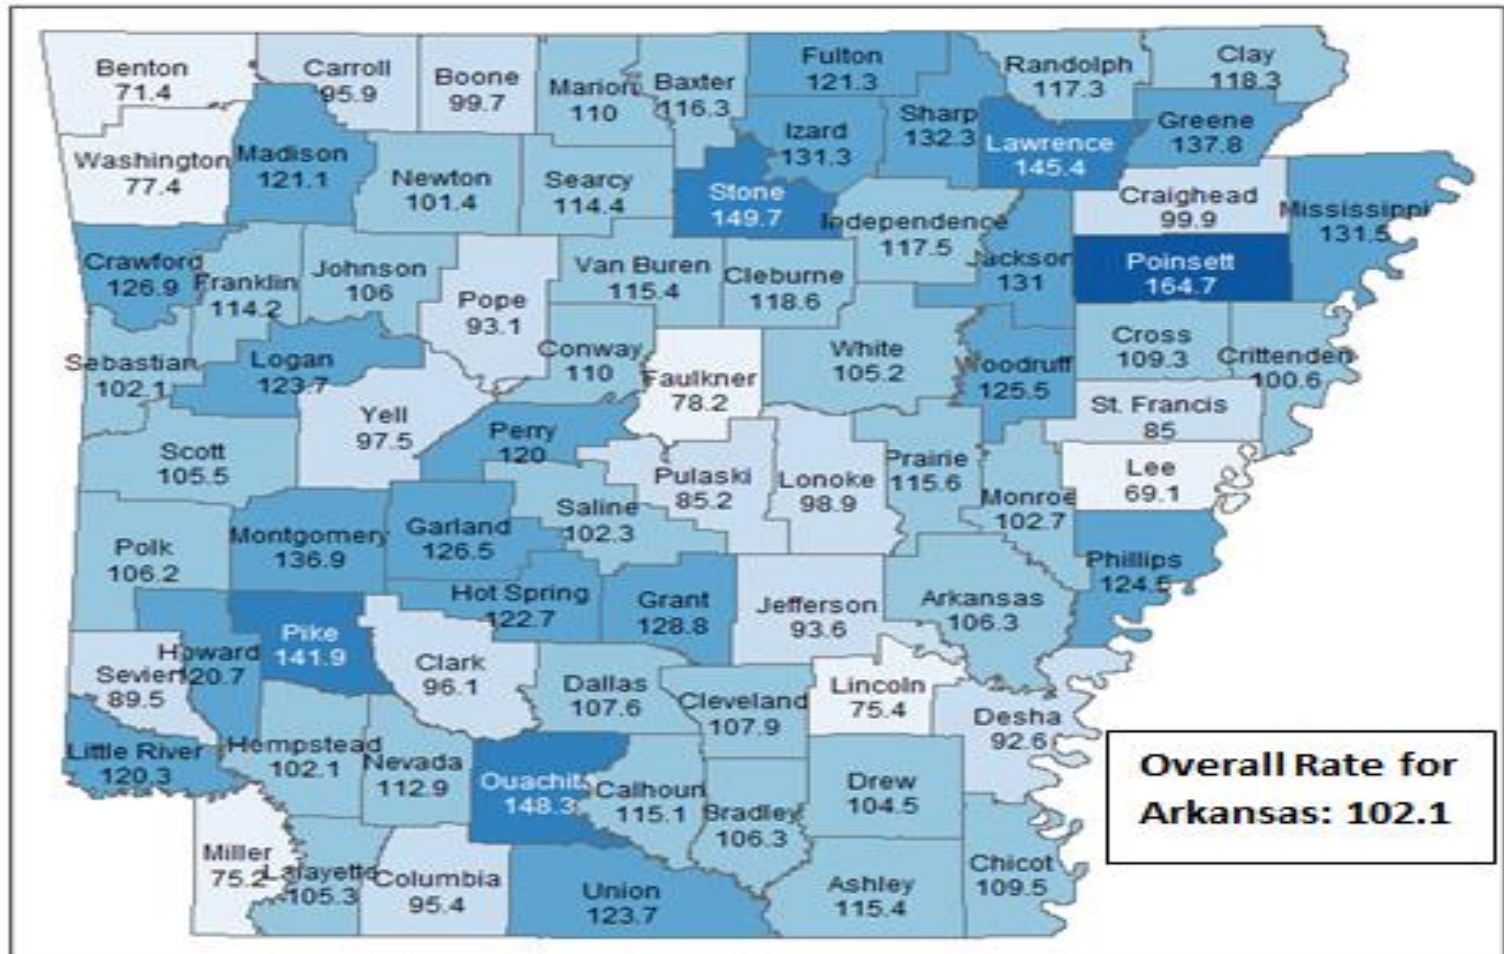 Benton
71.4
Carroll
95.9
Boone
99.7
Marion
110
Baxter
116.3
Fulton
121.3
Izard
131.3
Sharp
132.3
Randolph
117.3
Clay
118.3
Lawrence
145.4
Greene
137.8
Washington
77.4
Madison
121.1
Newton
101.4
Searcy
114.4
Stone
149.7
Independence
117.5
Jackson
131
Craighead
99.9
Mississippi
131.5
Crawford
126.9
Franklin
114.2
Johnson
106
Pope
93.1
Van Buren
115.4
Cleburne
118.6
Poinsett
164.7
Sebastian
102.1
Logan
123.7
Conway
110
Faulkner
78.2
White
105.2
Woodruff
125.5
Cross
109.3
Crittenden
100.6
Yell
97.5
Perry
120
St. Francis
85
Scott
105.5
Pulaski
85.2
Lonoke
98.9
Prairie
115.6
Monroe
102.7
Lee
69.1
Polk
106.2
Montgomery
136.9
Garland
126.5
Saline
102.3
Phillips
124.5
Hot Spring
122.7
Grant
128.8
Jefferson
93.6
Arkansas
106.3
Howard
120.7
Pike
141.9
Clark
96.1
Sevier
89.5
Dallas
107.6
Cleveland
107.9
Lincoln
75.4
Desha
92.6
Little River
120.3
Hempstead
102.1
Nevada
112.9
Ouachita
148.3
Calhoun
115.1
Bradley
106.3
Drew
104.5
Miller
75.2
Lafayette
105.3
Columbia
95.4
Union
123.7
Ashley
115.4
Chicot
109.5
Overall Rate for
Arkansas: 102.1